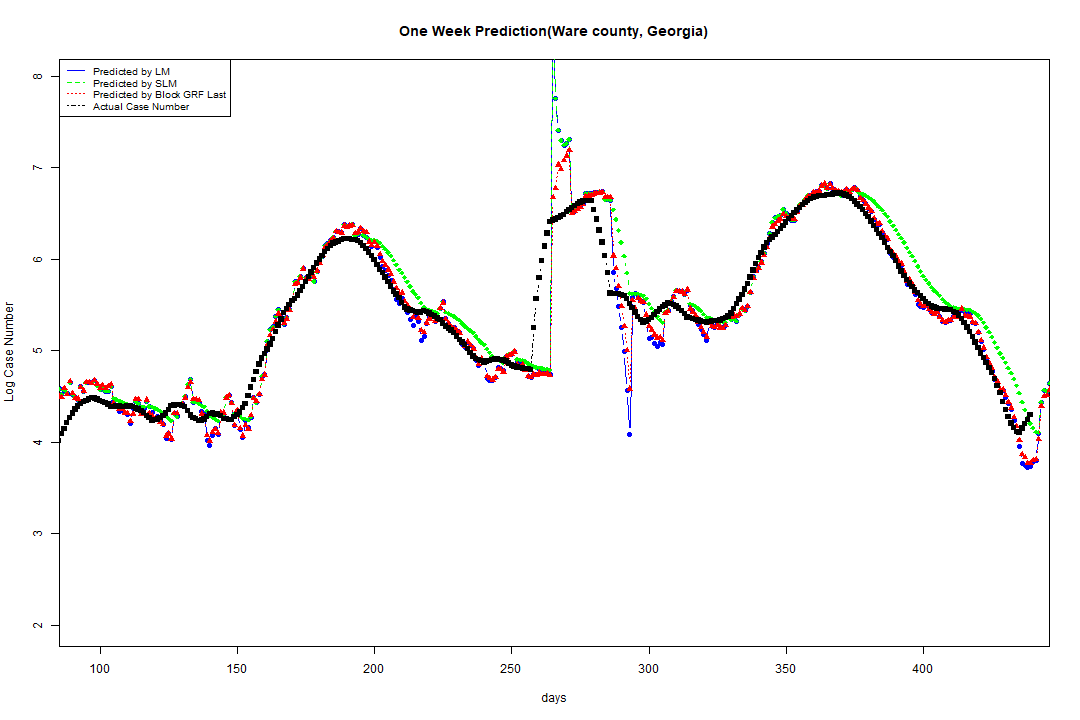 One Week Prediction(Ware county, Georgia)
Predicted by LM
Predicted by SLM
Predicted by Block GRF Last
Actual Case Number
8
7
6
5
4
3
2
Log Case Number
100 150 200 250 300 350 400
days